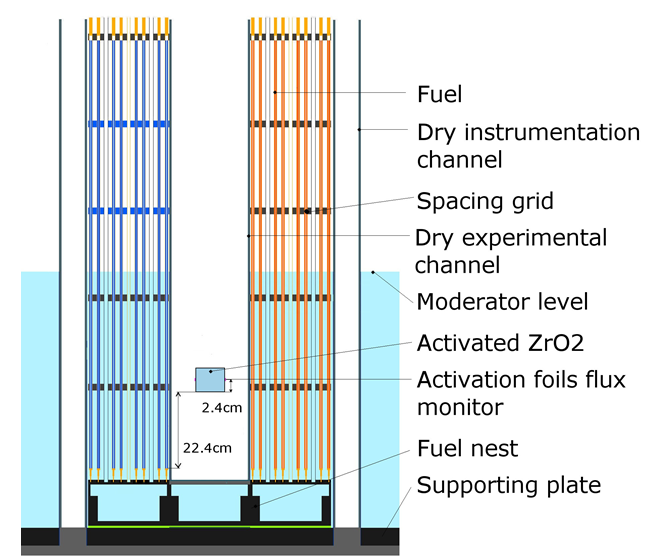 Fuel
Dry instrumentation
channel
Spacing grid
Dry experimental
channel
Moderator level
Activated ZrO2
Activation foils flux
monitor
2.4cm
22.4cm
Fuel nest
Supporting plate